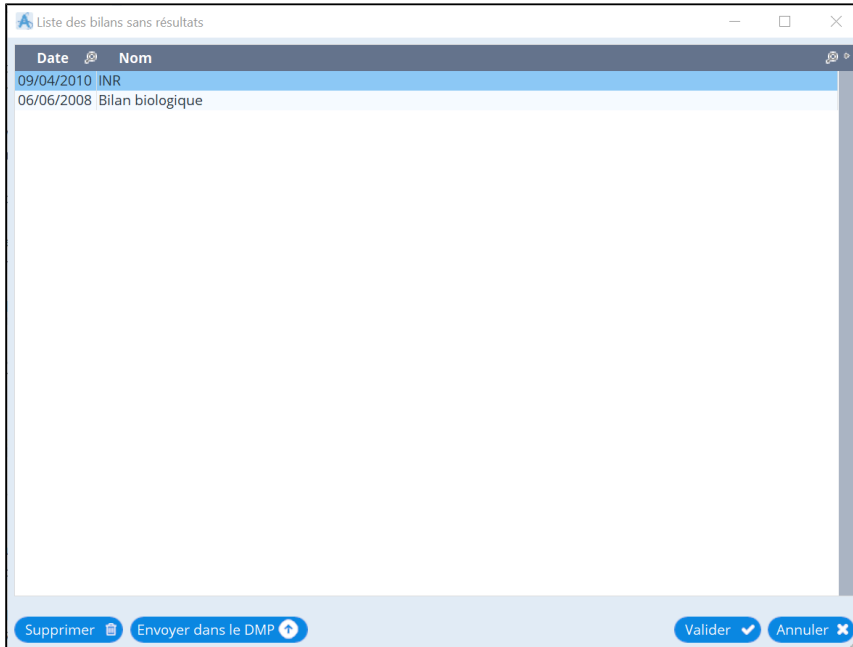 Liste des bilans sans résultats
Date Nom
09/04/2010 INR
06/06/2008 Bilan biologique
Supprimer Envoyer dans le DMP Valider Annuler